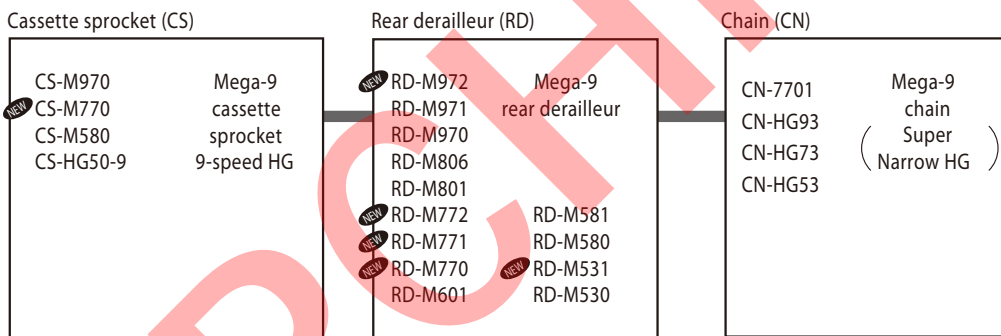 Cassette sprocket (CS)
CS-M970 Mega-9
NEW CS-M770 cassette
CS-M580 sprocket
CS-HG50-9 9-speed HG
Rear derailleur (RD)
NEW RD-M972 Mega-9
RD-M971 rear derailleur
RD-M970
RD-M806
RD-M801
NEW RD-M772 RD-M581
NEW RD-M771 RD-M580
NEW RD-M770 NEW RD-M531
RD-M601 RD-M530
Chain (CN)
CN-7701 Mega-9
CN-HG93 chain
CN-HG73 ( Super
CN-HG53 Narrow HG )